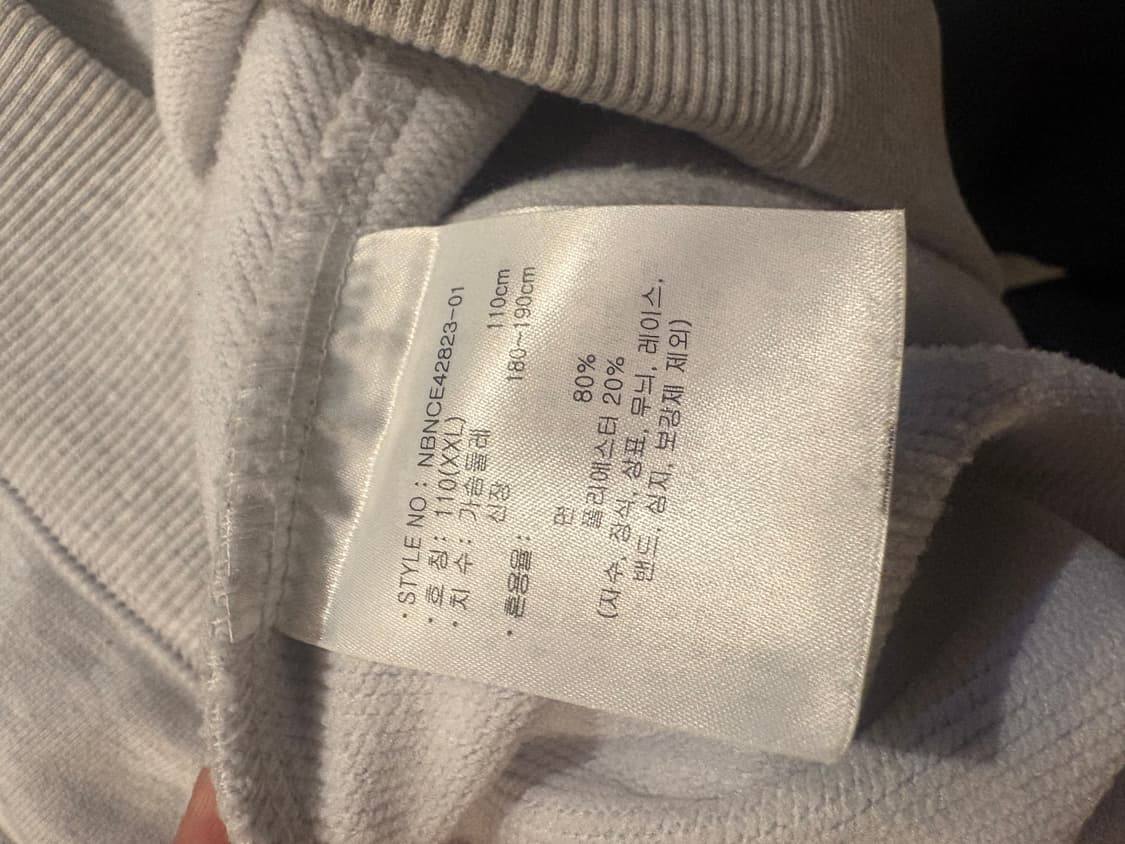 · STYLE NO : NBNCE42823-01
· 호 칭 : 110(XXL)
· 치 수 : 가슴둘레 110cm
신장 180~190cm
· 혼용율 :
면 80%
폴리에스터 20%
(자수, 장식, 상표, 무늬, 레이스,
밴드, 심지, 보강제 제외)